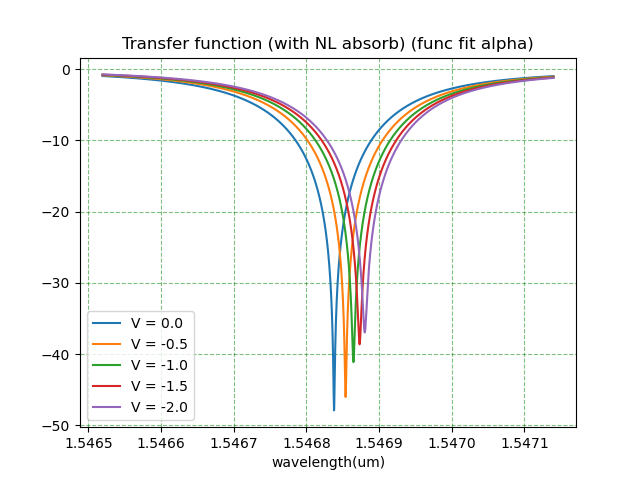 Transfer function (with NL absorb) (func fit alpha)
0
−10
−20
−30
−40
−50
V = 0.0
V = -0.5
V = -1.0
V = -1.5
V = -2.0
1.5465 1.5466 1.5467 1.5468 1.5469 1.5470 1.5471
wavelength(um)